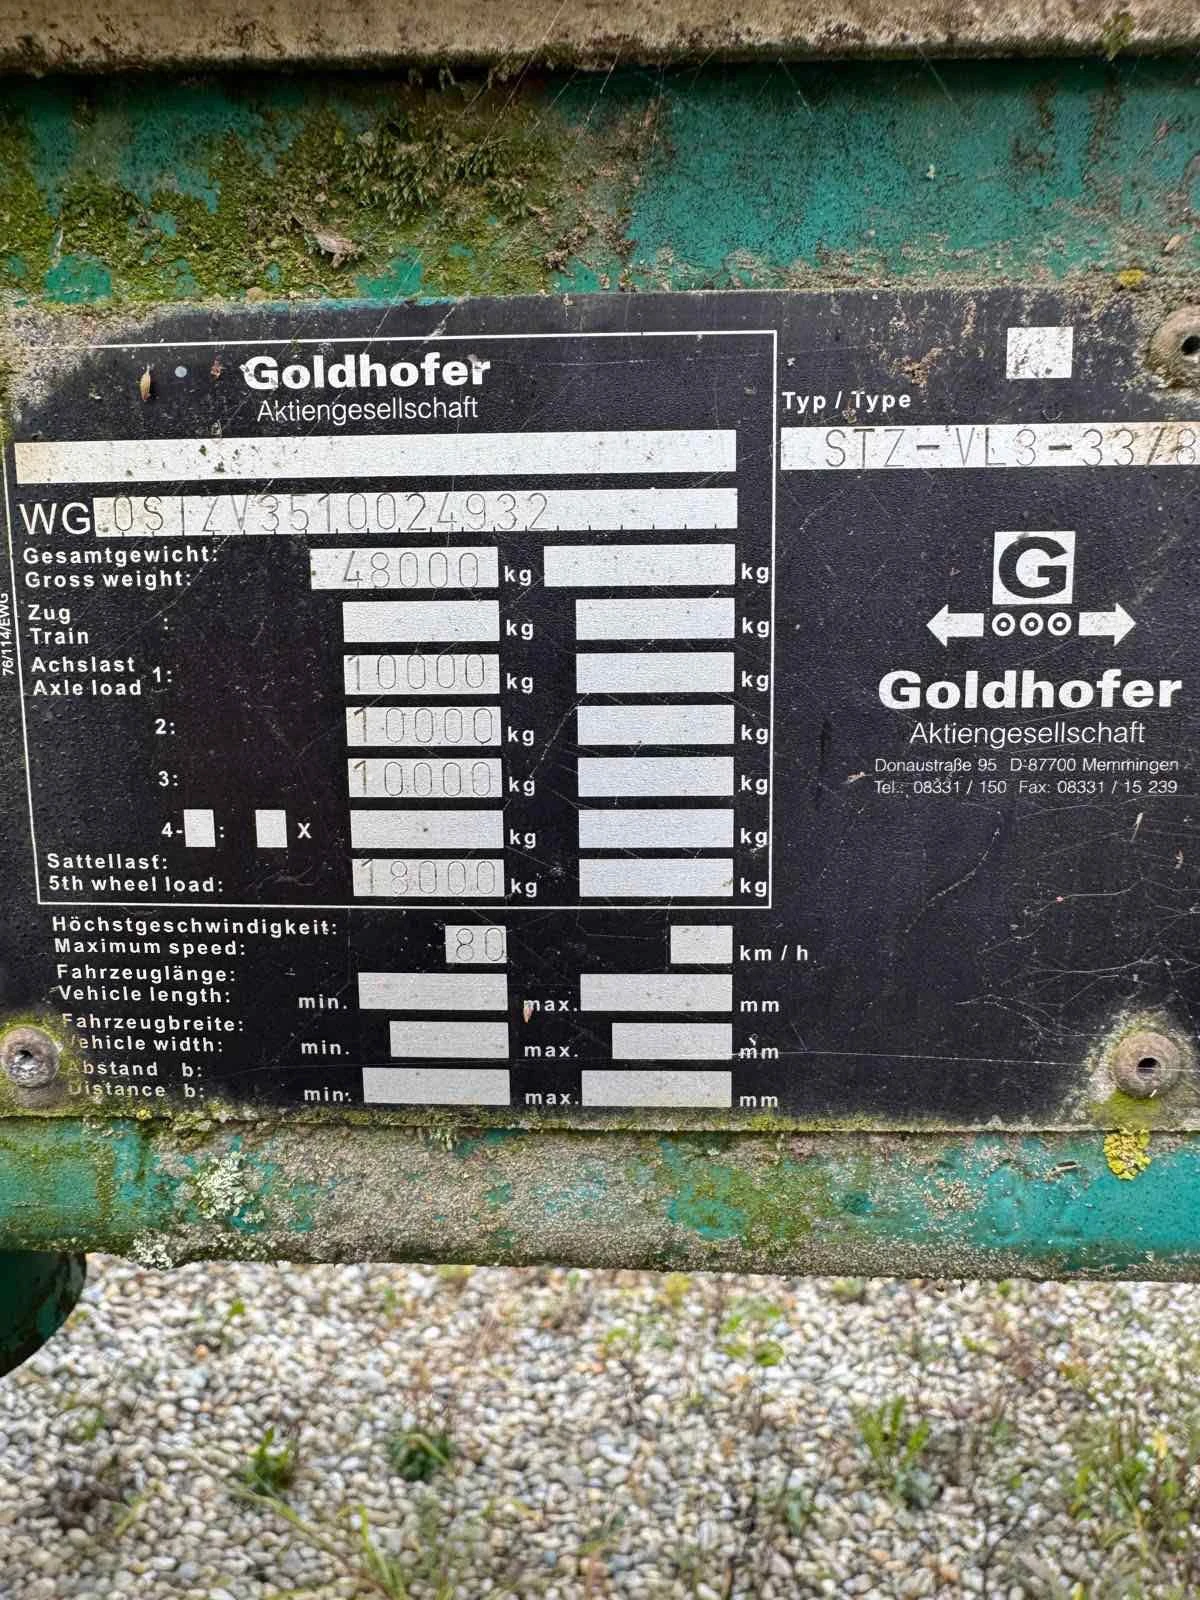 Goldhofer
Aktiengesellschaft
WG0STZV3510024932
Gesamtgewicht:
Gross weight: 48000 kg kg
Zug
Train : kg kg
Achslast
Axle load 1: 10000 kg kg
2: 10000 kg kg
3: 10000 kg kg
4- : X kg kg
Sattellast:
5th wheel load: 18000 kg kg
Höchstgeschwindigkeit:
Maximum speed: 80 km/h
Fahrzeuglänge:
Vehicle length: min. max. mm
Fahrzeugbreite:
Vehicle width: min. max. mm
Abstand b:
Distance b: min. max. mm
76/114/EWG
Typ / Type
STZ-VL3-33/8
G
Goldhofer
Aktiengesellschaft
Donaustraße 95 D-87700 Memmingen
Tel.: 08331 / 150 Fax: 08331 / 15 239